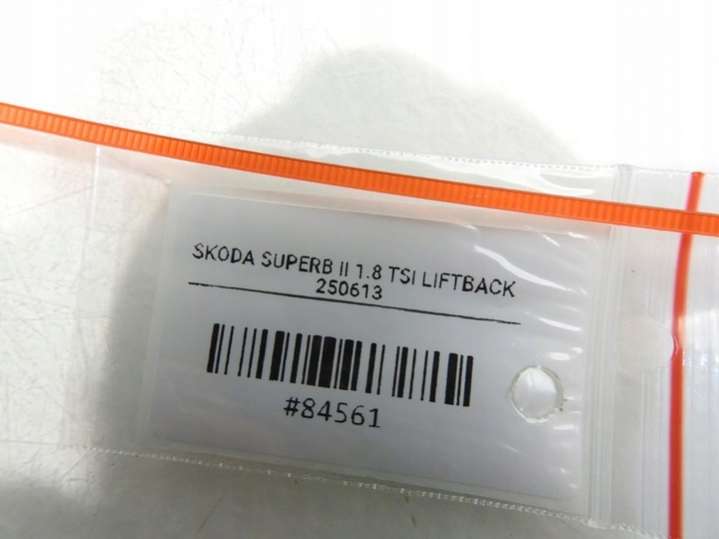 SKODA SUPERB II 1.8 TSI LIFTBACK
250613
#84561